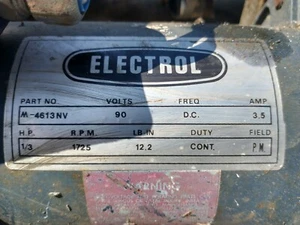 ELECTROL
PART NO VOLTS FREQ AMP
M-4613NV 90 D.C. 3.5
H.P. R.P.M. LB-IN DUTY FIELD
1/3 1725 12.2 CONT. P M
WARNING